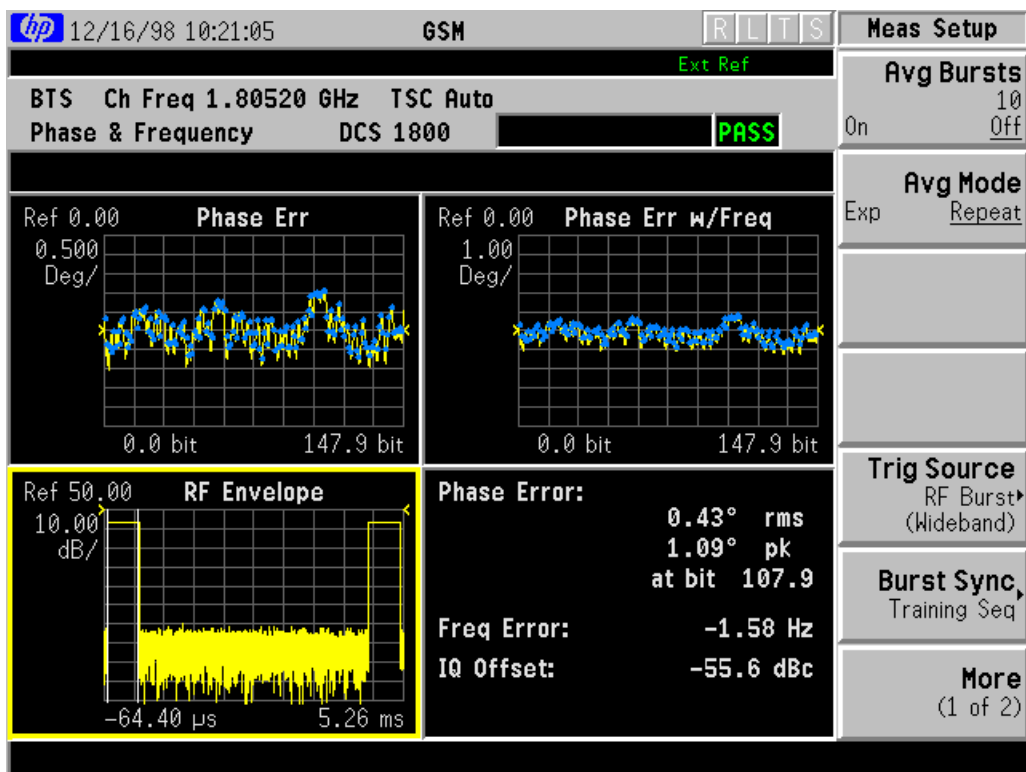 hp 12/16/98 10:21:05 GSM R L T S Meas Setup
Ext Ref
BTS Ch Freq 1.80520 GHz TSC Auto
Phase & Frequency DCS 1800 PASS
Avg Bursts
10
On Off
Avg Mode
Exp Repeat
Ref 0.00 Phase Err
0.500
Deg/
0.0 bit 147.9 bit
Ref 0.00 Phase Err w/Freq
1.00
Deg/
0.0 bit 147.9 bit
Ref 50.00 RF Envelope
10.00
dB/
-64.40 µs 5.26 ms
Phase Error:
0.43° rms
1.09° pk
at bit 107.9
Freq Error: -1.58 Hz
IQ Offset: -55.6 dBc
Trig Source
RF Burst
(Wideband)
Burst Sync
Training Seq
More
(1 of 2)